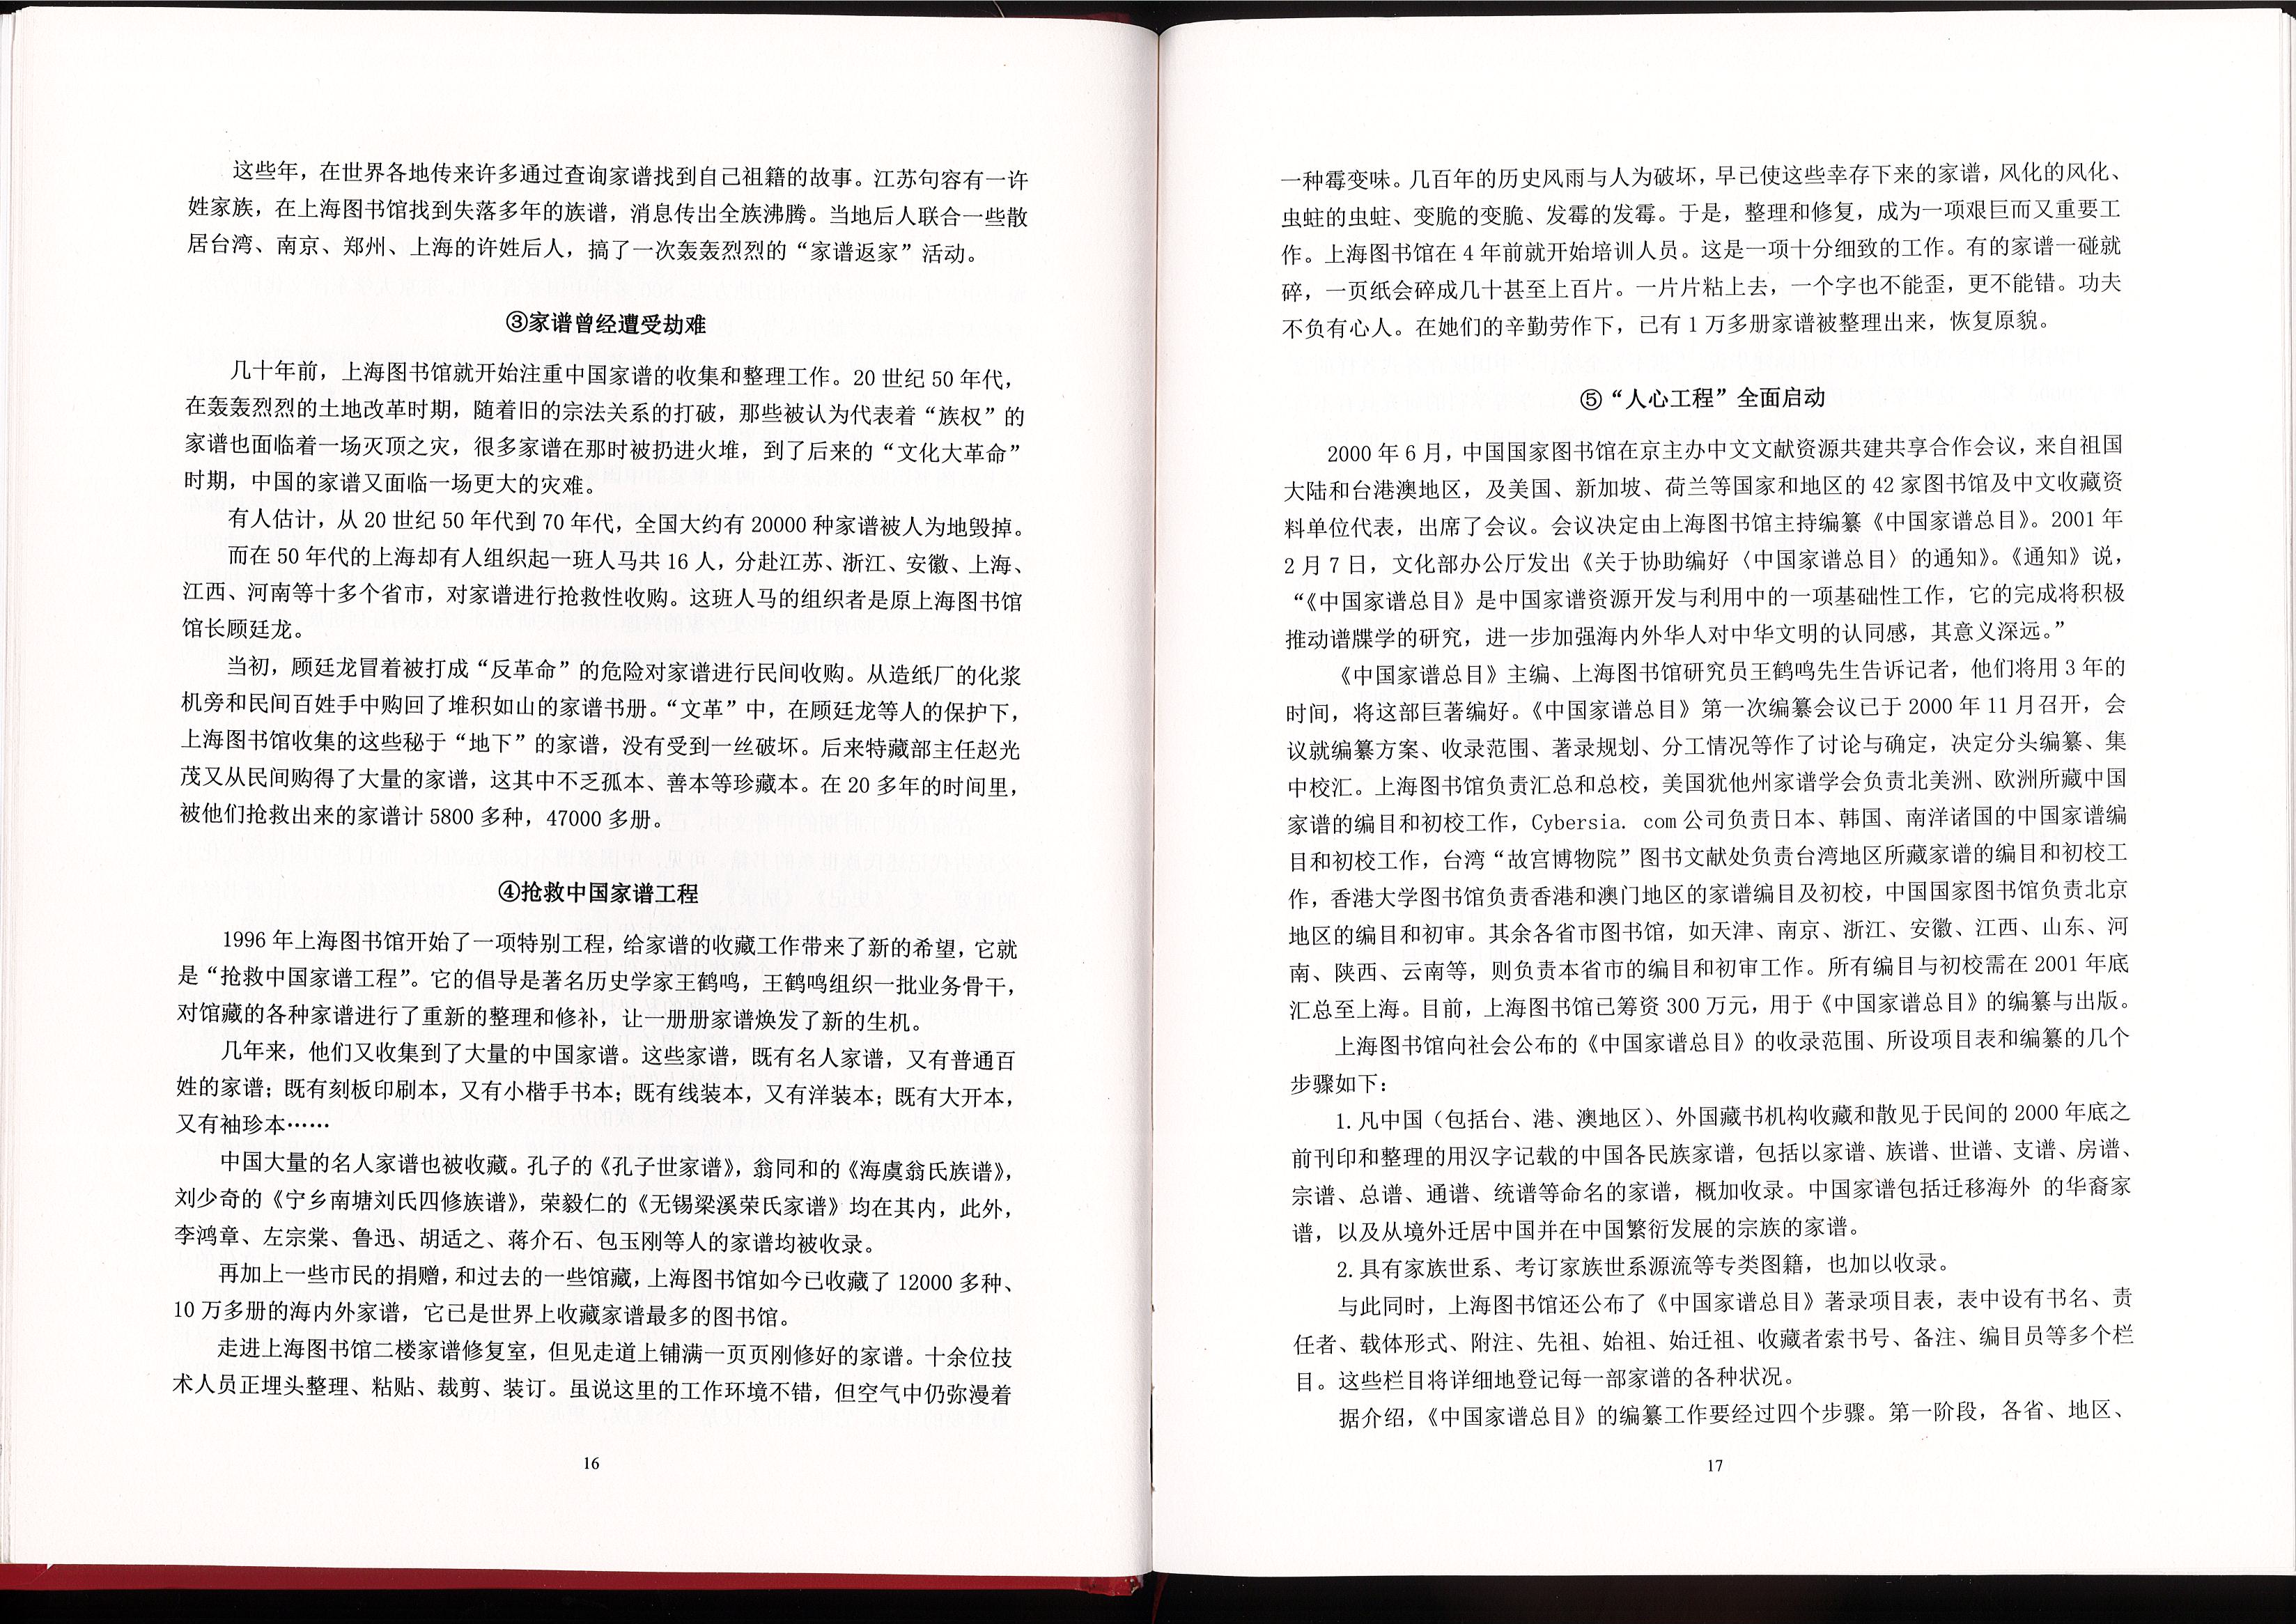 这些年，在世界各地传来许多通过查询家谱找到自己祖籍的故事。江苏句容有一许
姓家族，在上海图书馆找到失落多年的族谱，消息传出全族沸腾。当地后人联合一些散
居台湾、南京、郑州、上海的许姓后人，搞了一次轰轰烈烈的“家谱返家”活动。
③家谱曾经遭受劫难
几十年前，上海图书馆就开始注重中国家谱的收集和整理工作。20世纪50年代，
在轰轰烈烈的土地改革时期，随着旧的宗法关系的打破，那些被认为代表着“族权”的
家谱也面临着一场灭顶之灾，很多家谱在那时被扔进火堆，到了后来的“文化大革命”
时期，中国的家谱又面临一场更大的灾难。
有人估计，从20世纪50年代到70年代，全国大约有20000种家谱被人为地毁掉。
而在50年代的上海却有人组织起一班人马共16人，分赴江苏、浙江、安徽、上海、
江西、河南等十多个省市，对家谱进行抢救性收购。这班人马的组织者是原上海图书馆
馆长顾廷龙。
当初，顾廷龙冒着被打成“反革命”的危险对家谱进行民间收购。从造纸厂的化浆
机旁和民间百姓手中购回了堆积如山的家谱书册。“文革”中，在顾廷龙等人的保护下，
上海图书馆收集的这些秘于“地下”的家谱，没有受到一丝破坏。后来特藏部主任赵光
茂又从民间购得了大量的家谱，这其中不乏孤本、善本等珍藏本。在20多年的时间里，
被他们抢救出来的家谱计5800多种，47000多册。
④抢救中国家谱工程
1996年上海图书馆开始了一项特别工程，给家谱的收藏工作带来了新的希望，它就
是“抢救中国家谱工程”。它的倡导是著名历史学家王鹤鸣，王鹤鸣组织一批业务骨干，
对馆藏的各种家谱进行了重新的整理和修补，让一册册家谱焕发了新的生机。
几年来，他们又收集到了大量的中国家谱。这些家谱，既有名人家谱，又有普通百
姓的家谱；既有刻板印刷本，又有小楷手书本；既有线装本，又有洋装本；既有大开本，
又有袖珍本……
中国大量的名人家谱也被收藏。孔子的《孔子世家谱》，翁同和的《海虞翁氏族谱》，
刘少奇的《宁乡南塘刘氏四修族谱》，荣毅仁的《无锡梁溪荣氏家谱》均在其内，此外，
李鸿章、左宗棠、鲁迅、胡适之、蒋介石、包玉刚等人的家谱均被收录。
再加上一些市民的捐赠，和过去的一些馆藏，上海图书馆如今已收藏了12000多种、
10万多册的海内外家谱，它已是世界上收藏家谱最多的图书馆。
走进上海图书馆二楼家谱修复室，但见走道上铺满一页页刚修好的家谱。十余位技
术人员正埋头整理、粘贴、裁剪、装订。虽说这里的工作环境不错，但空气中仍弥漫着
16
一种霉变味。几百年的历史风雨与人为破坏，早已使这些幸存下来的家谱，风化的风化、
虫蛀的虫蛀、变脆的变脆、发霉的发霉。于是，整理和修复，成为一项艰巨而又重要工
作。上海图书馆在4年前就开始培训人员。这是一项十分细致的工作。有的家谱一碰就
碎，一页纸会碎成几十甚至上百片。一片片粘上去，一个字也不能歪，更不能错。功夫
不负有心人。在她们的辛勤劳作下，已有1万多册家谱被整理出来，恢复原貌。
⑤“人心工程”全面启动
2000年6月，中国国家图书馆在京主办中文文献资源共建共享合作会议，来自祖国
大陆和台港澳地区，及美国、新加坡、荷兰等国家和地区的42家图书馆及中文收藏资
料单位代表，出席了会议。会议决定由上海图书馆主持编纂《中国家谱总目》。2001年
2月7日，文化部办公厅发出《关于协助编好〈中国家谱总目〉的通知》。《通知》说，
“《中国家谱总目》是中国家谱资源开发与利用中的一项基础性工作，它的完成将积极
推动谱牒学的研究，进一步加强海内外华人对中华文明的认同感，其意义深远。”
《中国家谱总目》主编、上海图书馆研究员王鹤鸣先生告诉记者，他们将用3年的
时间，将这部巨著编好。《中国家谱总目》第一次编纂会议已于2000年11月召开，会
议就编纂方案、收录范围、著录规划、分工情况等作了讨论与确定，决定分头编纂、集
中校汇。上海图书馆负责汇总和总校，美国犹他州家谱学会负责北美洲、欧洲所藏中国
家谱的编目和初校工作，Cybersia. com公司负责日本、韩国、南洋诸国的中国家谱编
目和初校工作，台湾“故宫博物院”图书文献处负责台湾地区所藏家谱的编目和初校工
作，香港大学图书馆负责香港和澳门地区的家谱编目及初校，中国国家图书馆负责北京
地区的编目和初审。其余各省市图书馆，如天津、南京、浙江、安徽、江西、山东、河
南、陕西、云南等，则负责本省市的编目和初审工作。所有编目与初校需在2001年底
汇总至上海。目前，上海图书馆已筹资300万元，用于《中国家谱总目》的编纂与出版。
上海图书馆向社会公布的《中国家谱总目》的收录范围、所设项目表和编纂的几个
步骤如下：
1.凡中国（包括台、港、澳地区）、外国藏书机构收藏和散见于民间的2000年底之
前刊印和整理的用汉字记载的中国各民族家谱，包括以家谱、族谱、世谱、支谱、房谱、
宗谱、总谱、通谱、统谱等命名的家谱，概加收录。中国家谱包括迁移海外 的华裔家
谱，以及从境外迁居中国并在中国繁衍发展的宗族的家谱。
2.具有家族世系、考订家族世系源流等专类图籍，也加以收录。
与此同时，上海图书馆还公布了《中国家谱总目》著录项目表，表中设有书名、责
任者、载体形式、附注、先祖、始祖、始迁祖、收藏者索书号、备注、编目员等多个栏
目。这些栏目将详细地登记每一部家谱的各种状况。
据介绍，《中国家谱总目》的编纂工作要经过四个步骤。第一阶段，各省、地区、
17